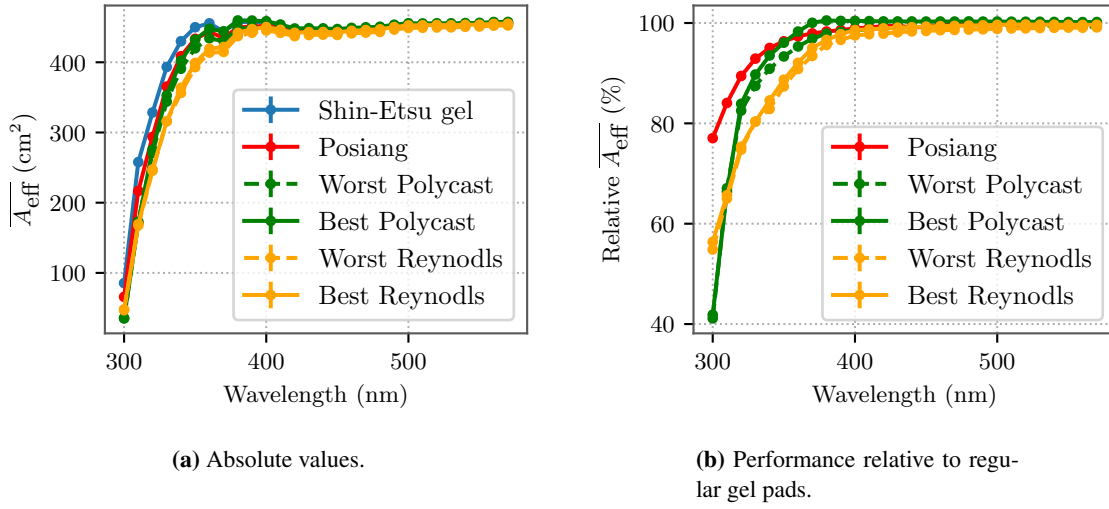 400
300
200
100
300
400
500
A_eff (cm²)
Wavelength (nm)
Shin-Etsu gel
Posiang
Worst Polycast
Best Polycast
Worst Reynodls
Best Reynodls
(a) Absolute values.
100
80
60
40
300
400
500
Relative A_eff (%)
Wavelength (nm)
Posiang
Worst Polycast
Best Polycast
Worst Reynodls
Best Reynodls
(b) Performance relative to regu-
lar gel pads.